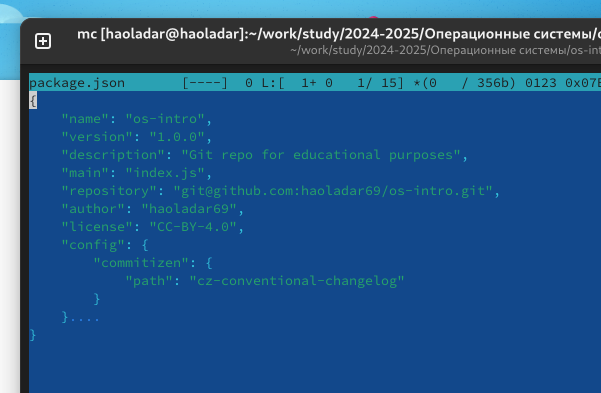 mc [haoladar@haoladar]:~/work/study/2024-2025/Операционные системы/
~/work/study/2024-2025/Операционные системы/os-int
package.json [----] 0 L:[ 1+ 0 1/ 15] *(0 / 356b) 0123 0x07B
{
"name": "os-intro",
"version": "1.0.0",
"description": "Git repo for educational purposes",
"main": "index.js",
"repository": "git@github.com:haoladar69/os-intro.git",
"author": "haoladar69",
"license": "CC-BY-4.0",
"config": {
"commitizen": {
"path": "cz-conventional-changelog"
}
}....
}